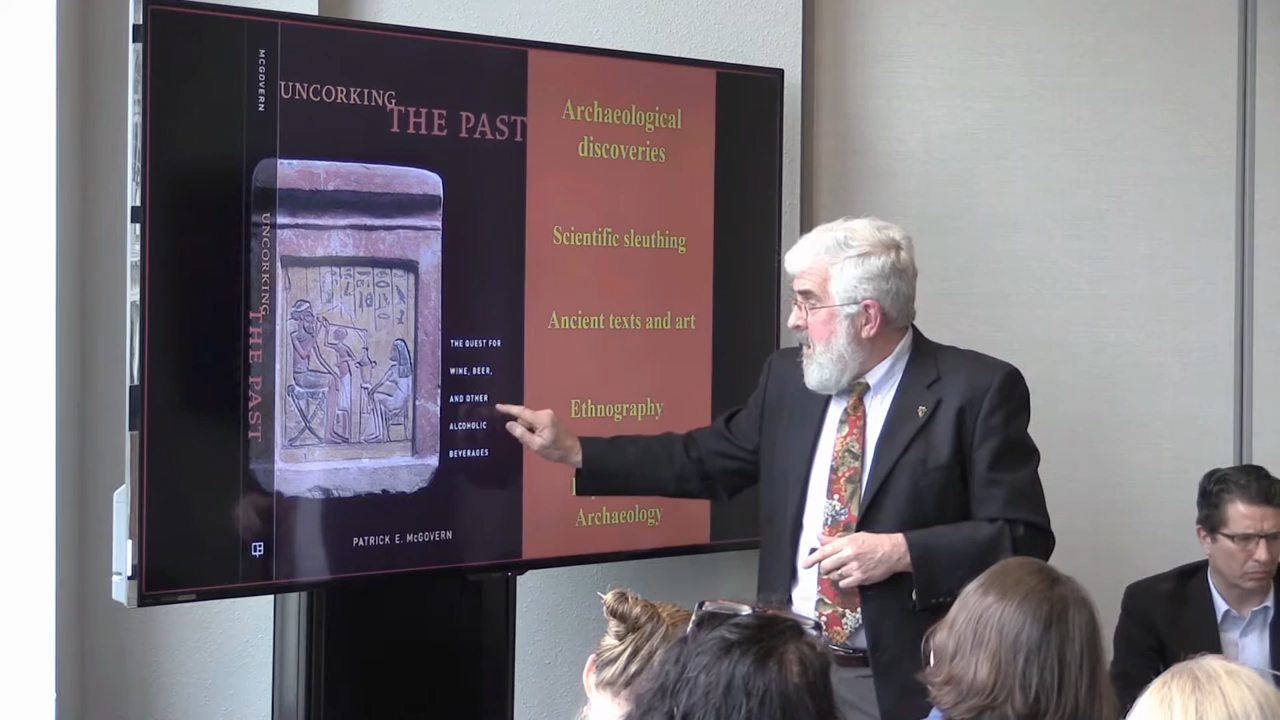 MCGOVERN
UNCORKING
THE PAST
UNCORKING
THE PAST
THE QUEST FOR
WINE, BEER,
AND OTHER
ALCOHOLIC
BEVERAGES
PATRICK E. McGOVERN
Archaeological
discoveries
Scientific sleuthing
Ancient texts and art
Ethnography
Archaeology